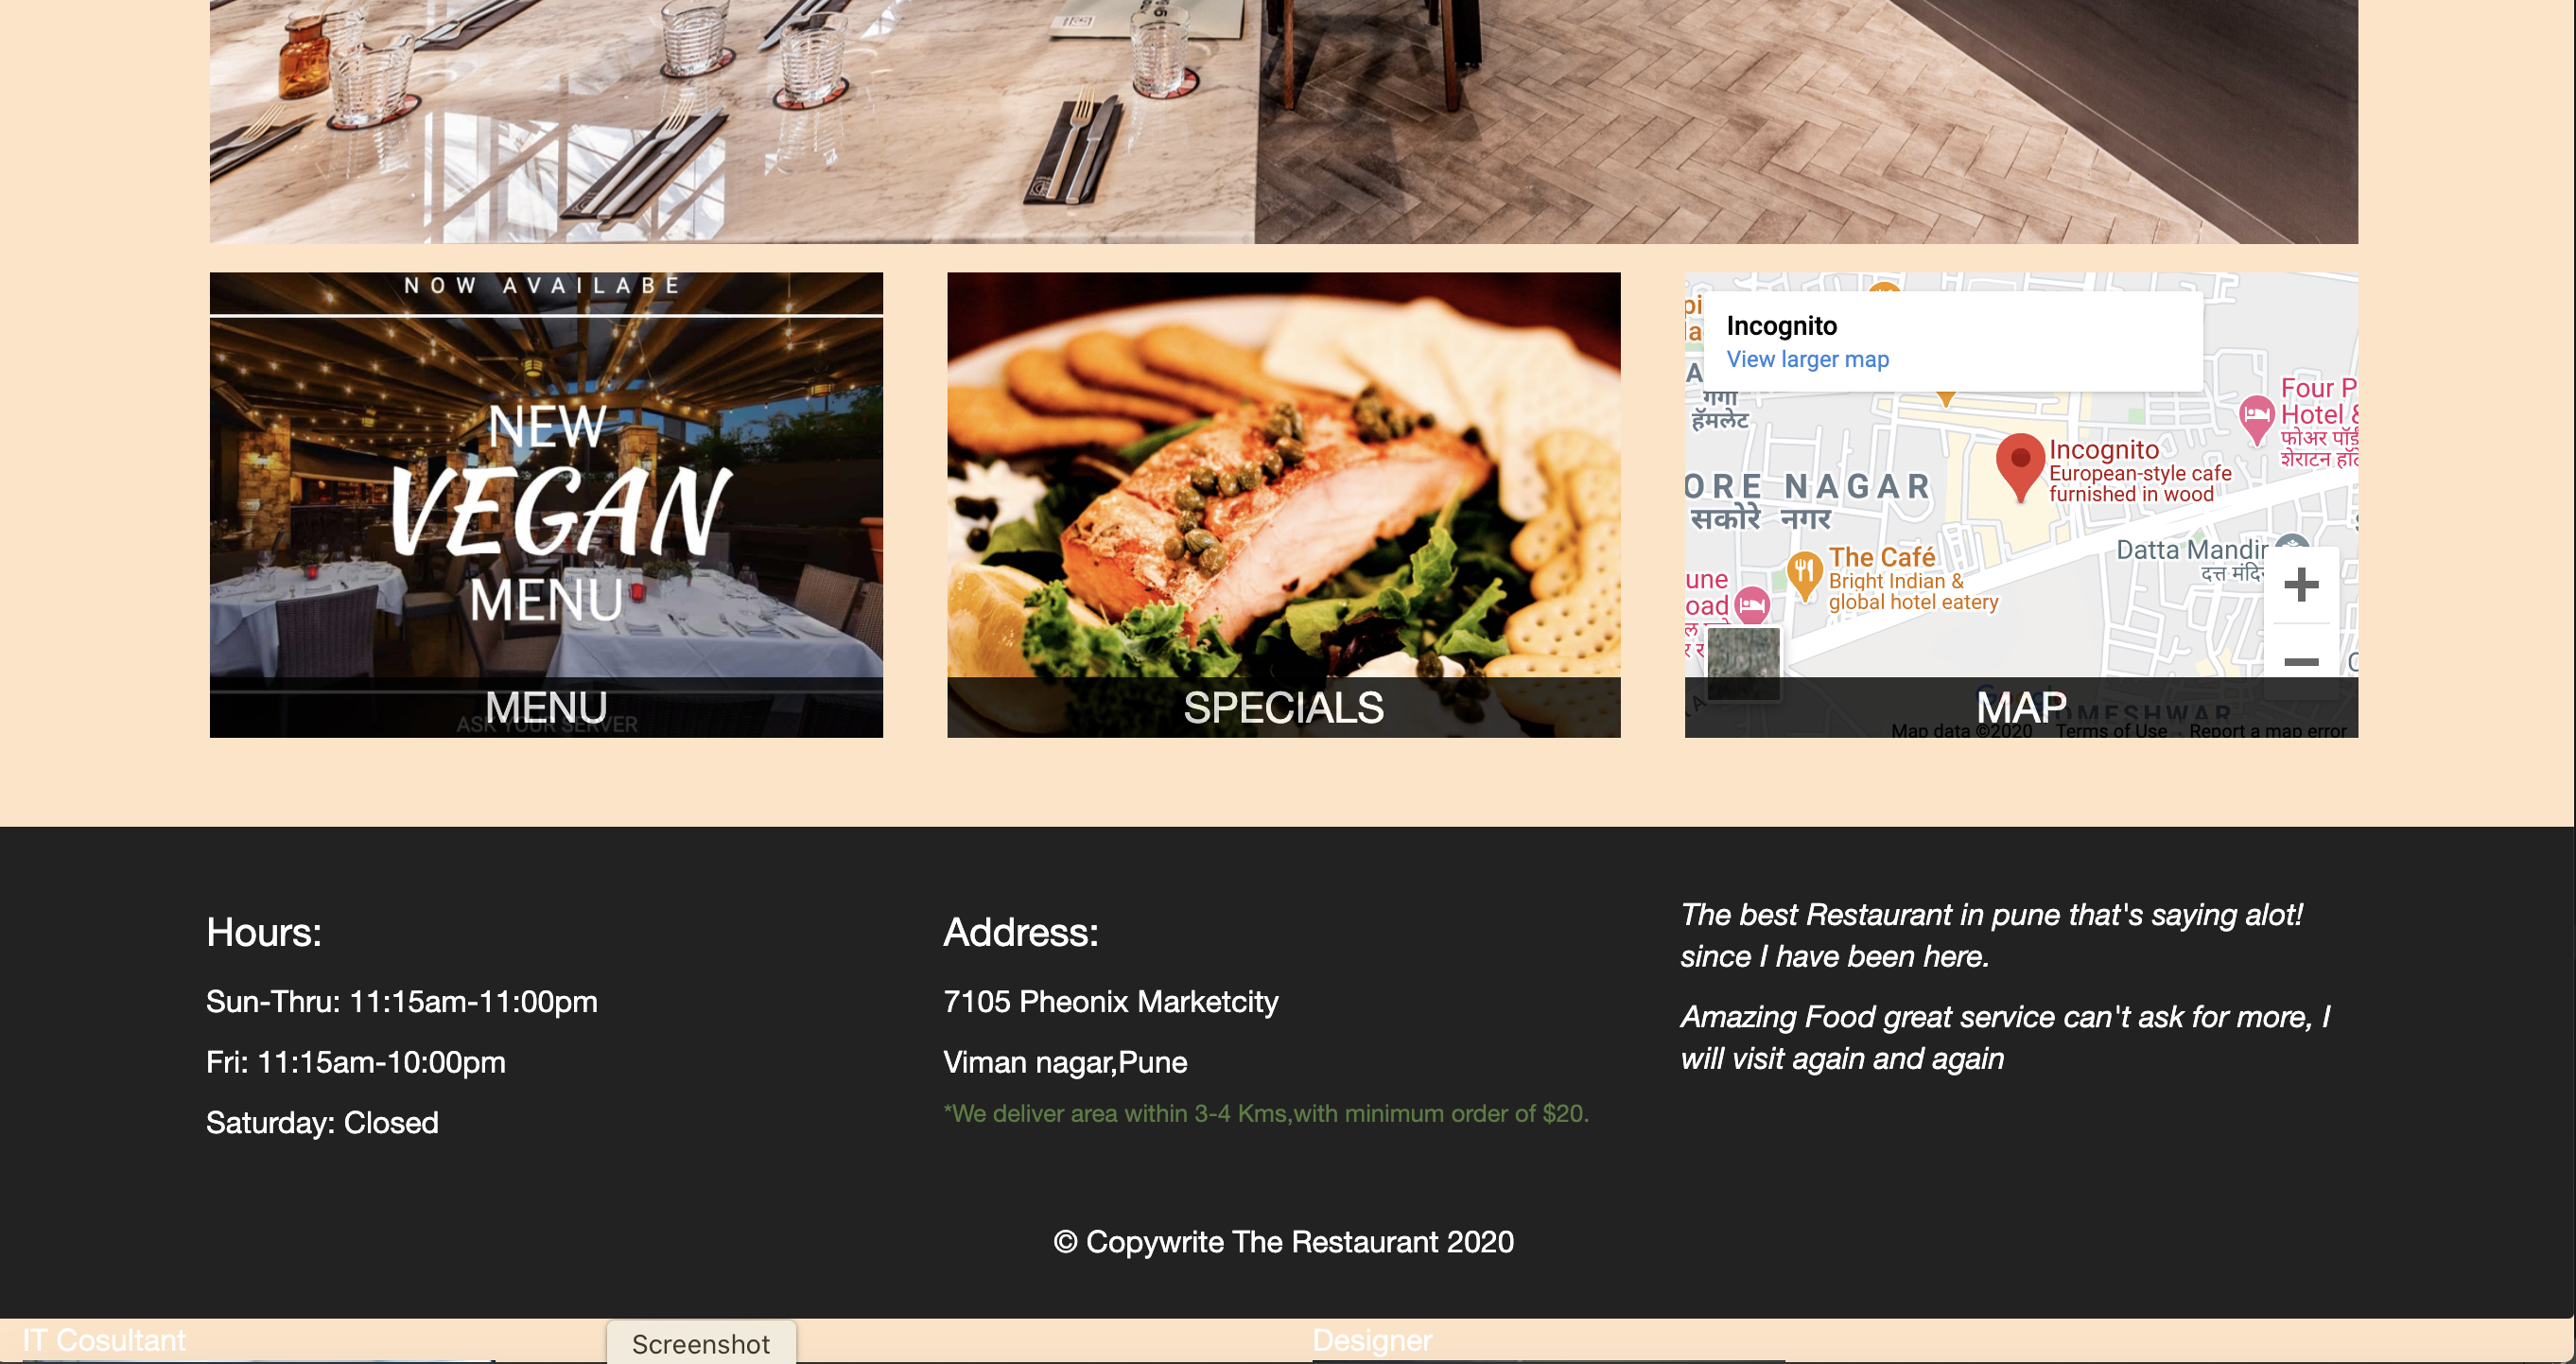 NOW AVAILABE
NEW
VEGAN
MENU
ASK YOUR SERVER
MENU
SPECIALS
Incognito
View larger map
हॅमलेट
Four P
Hotel &
फोअर पॉई
शेराटन हॉट
Incognito
European-style cafe
furnished in wood
ORE NAGAR
सकोरे नगर
Datta Mandir
दत्त मंदि
The Café
Bright Indian &
global hotel eatery
une
oad
OMESHWAR
MAP
Map data ©2020 Terms of Use Report a map error
Hours:
Sun-Thru: 11:15am-11:00pm
Fri: 11:15am-10:00pm
Saturday: Closed
Address:
7105 Pheonix Marketcity
Viman nagar,Pune
*We deliver area within 3-4 Kms,with minimum order of $20.
The best Restaurant in pune that's saying alot!
since I have been here.
Amazing Food great service can't ask for more, I
will visit again and again
© Copywrite The Restaurant 2020
IT Cosultant
Screenshot
Designer